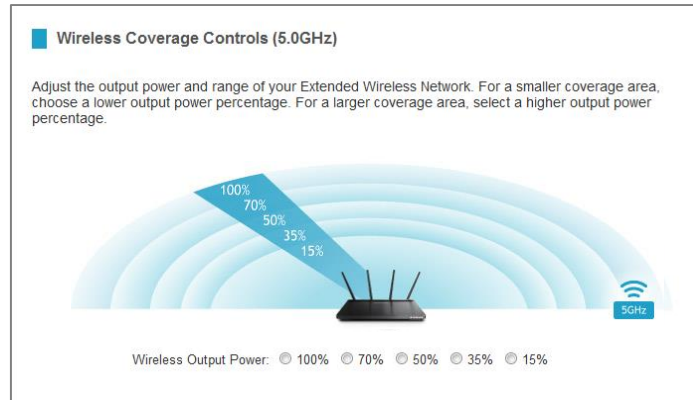 Wireless Coverage Controls (5.0GHz)
Adjust the output power and range of your Extended Wireless Network. For a smaller coverage area,
choose a lower output power percentage. For a larger coverage area, select a higher output power
percentage.
100%
70%
50%
35%
15%
5GHz
Wireless Output Power: 100% 70% 50% 35% 15%